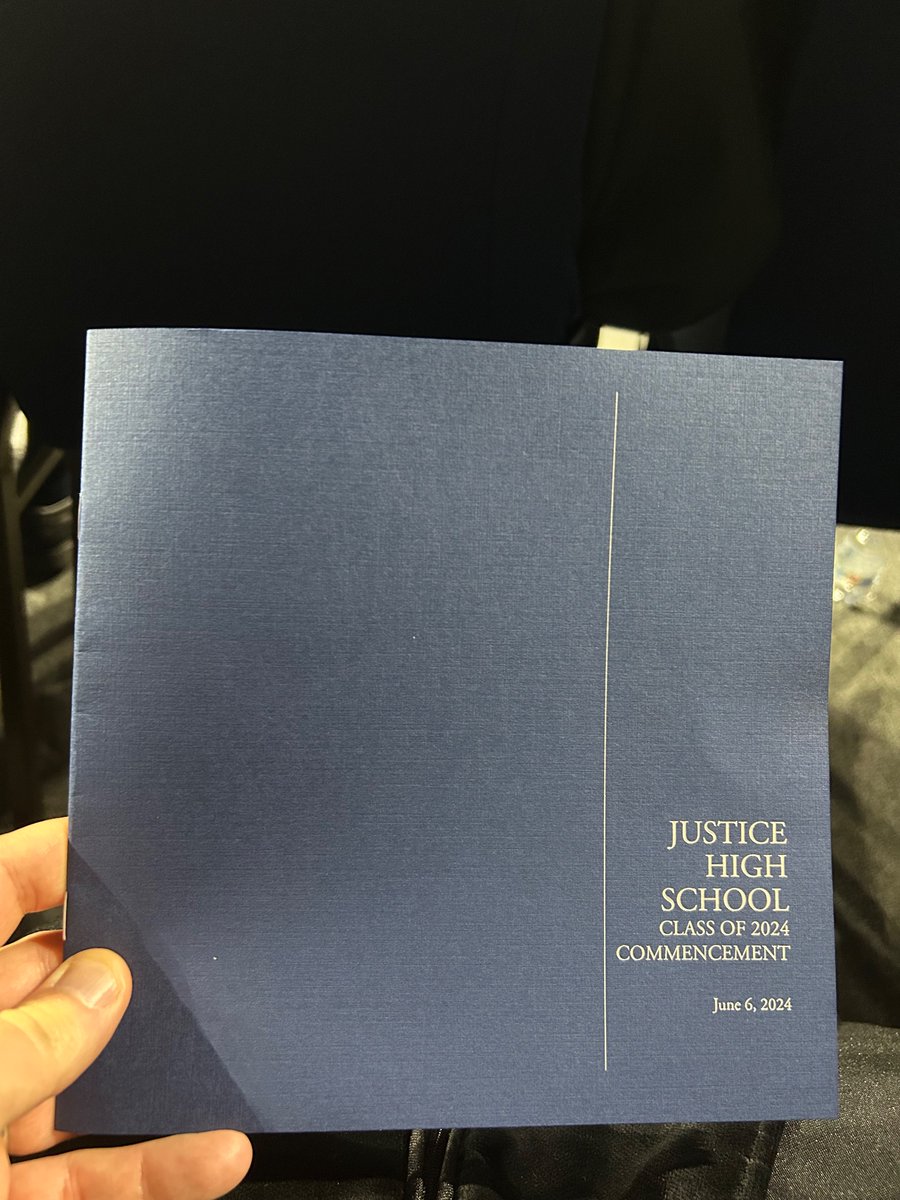 JUSTICE
HIGH
SCHOOL
CLASS OF 2024
COMMENCEMENT
June 6, 2024